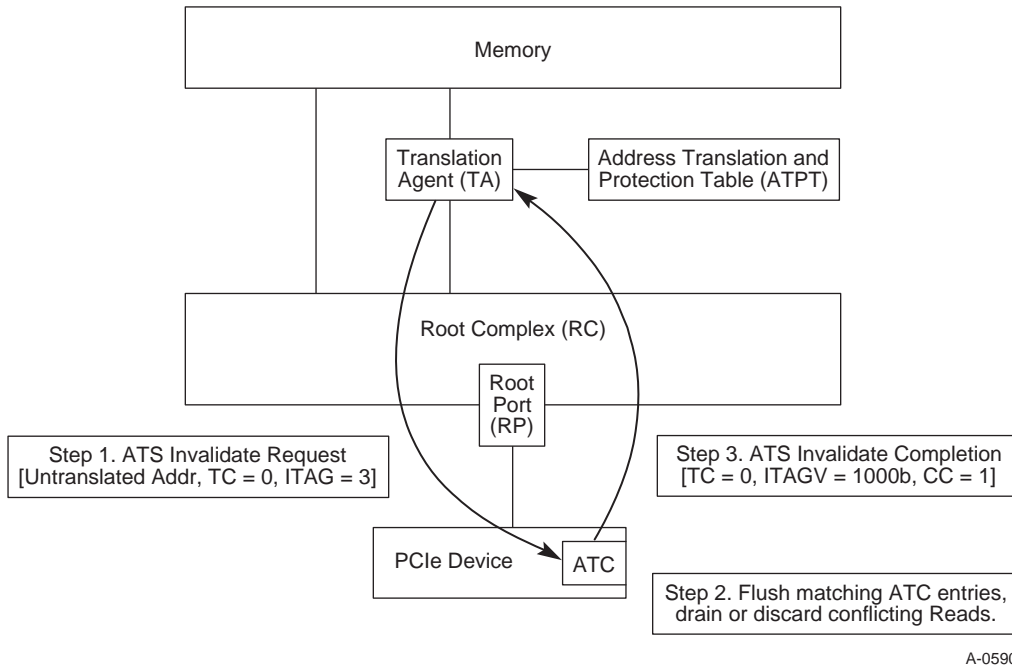 Memory
Translation
Agent (TA)
Address Translation and
Protection Table (ATPT)
Root Complex (RC)
Root
Port
(RP)
Step 1. ATS Invalidate Request
[Untranslated Addr, TC = 0, ITAG = 3]
Step 3. ATS Invalidate Completion
[TC = 0, ITAGV = 1000b, CC = 1]
PCIe Device
ATC
Step 2. Flush matching ATC entries,
drain or discard conflicting Reads.
A-0590